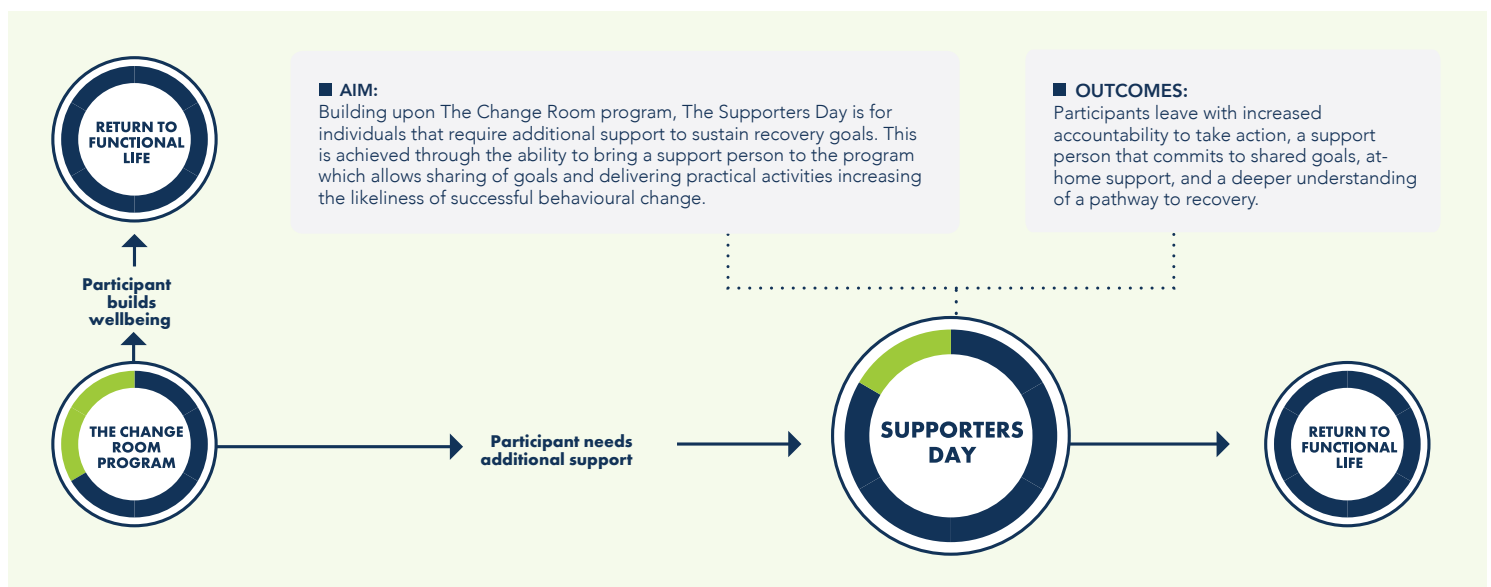 RETURN TO
FUNCTIONAL
LIFE
AIM:
Building upon The Change Room program, The Supporters Day is for
individuals that require additional support to sustain recovery goals. This
is achieved through the ability to bring a support person to the program
which allows sharing of goals and delivering practical activities increasing
the likeliness of successful behavioural change.
OUTCOMES:
Participants leave with increased
accountability to take action, a support
person that commits to shared goals, at-
home support, and a deeper understanding
of a pathway to recovery.
Participant
builds
wellbeing
THE CHANGE
ROOM
PROGRAM
Participant needs
additional support
SUPPORTERS
DAY
RETURN TO
FUNCTIONAL
LIFE